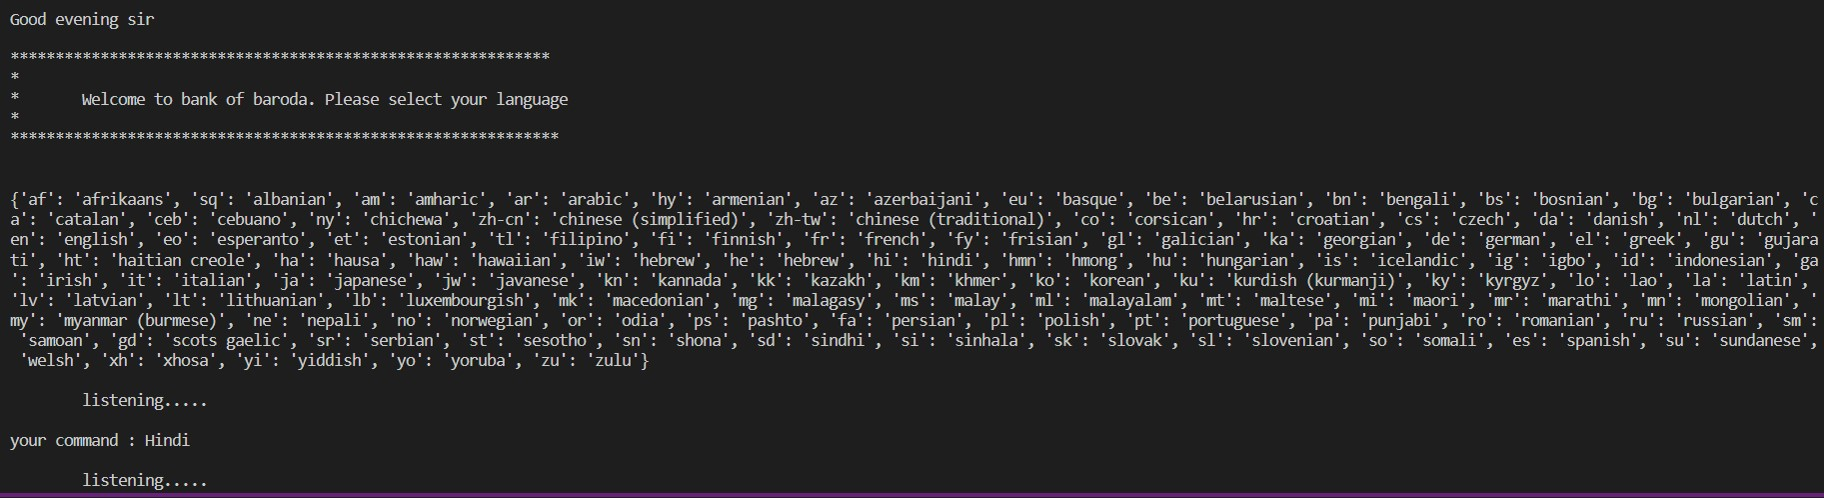 Good evening sir
************************************************************
*
*       Welcome to bank of baroda. Please select your language
*
*************************************************************
{'af': 'afrikaans', 'sq': 'albanian', 'am': 'amharic', 'ar': 'arabic', 'hy': 'armenian', 'az': 'azerbaijani', 'eu': 'basque', 'be': 'belarusian', 'bn': 'bengali', 'bs': 'bosnian', 'bg': 'bulgarian', 'c
a': 'catalan', 'ceb': 'cebuano', 'ny': 'chichewa', 'zh-cn': 'chinese (simplified)', 'zh-tw': 'chinese (traditional)', 'co': 'corsican', 'hr': 'croatian', 'cs': 'czech', 'da': 'danish', 'nl': 'dutch', '
en': 'english', 'eo': 'esperanto', 'et': 'estonian', 'tl': 'filipino', 'fi': 'finnish', 'fr': 'french', 'fy': 'frisian', 'gl': 'galician', 'ka': 'georgian', 'de': 'german', 'el': 'greek', 'gu': 'gujara
ti', 'ht': 'haitian creole', 'ha': 'hausa', 'haw': 'hawaiian', 'iw': 'hebrew', 'he': 'hebrew', 'hi': 'hindi', 'hmn': 'hmong', 'hu': 'hungarian', 'is': 'icelandic', 'ig': 'igbo', 'id': 'indonesian', 'ga
': 'irish', 'it': 'italian', 'ja': 'japanese', 'jw': 'javanese', 'kn': 'kannada', 'kk': 'kazakh', 'km': 'khmer', 'ko': 'korean', 'ku': 'kurdish (kurmanji)', 'ky': 'kyrgyz', 'lo': 'lao', 'la': 'latin',
'lv': 'latvian', 'lt': 'lithuanian', 'lb': 'luxembourgish', 'mk': 'macedonian', 'mg': 'malagasy', 'ms': 'malay', 'ml': 'malayalam', 'mt': 'maltese', 'mi': 'maori', 'mr': 'marathi', 'mn': 'mongolian', '
my': 'myanmar (burmese)', 'ne': 'nepali', 'no': 'norwegian', 'or': 'odia', 'ps': 'pashto', 'fa': 'persian', 'pl': 'polish', 'pt': 'portuguese', 'pa': 'punjabi', 'ro': 'romanian', 'ru': 'russian', 'sm':
'samoan', 'gd': 'scots gaelic', 'sr': 'serbian', 'st': 'sesotho', 'sn': 'shona', 'sd': 'sindhi', 'si': 'sinhala', 'sk': 'slovak', 'sl': 'slovenian', 'so': 'somali', 'es': 'spanish', 'su': 'sundanese',
'welsh', 'xh': 'xhosa', 'yi': 'yiddish', 'yo': 'yoruba', 'zu': 'zulu'}
listening.....
your command : Hindi
listening.....